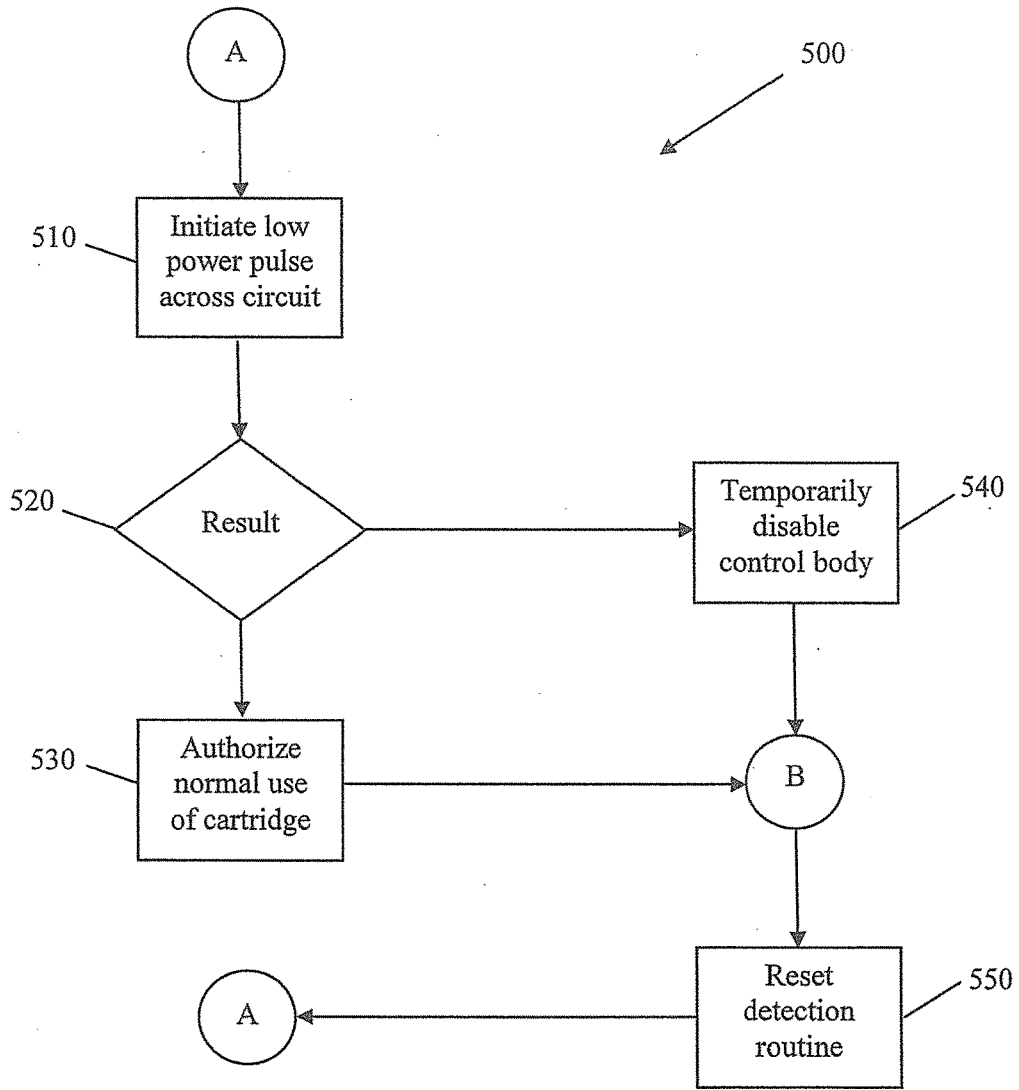 A
500
510
Initiate low
power pulse
across circuit
520
Result
Temporarily
disable
control body
540
530
Authorize
normal use
of cartridge
B
A
Reset
detection
routine
550